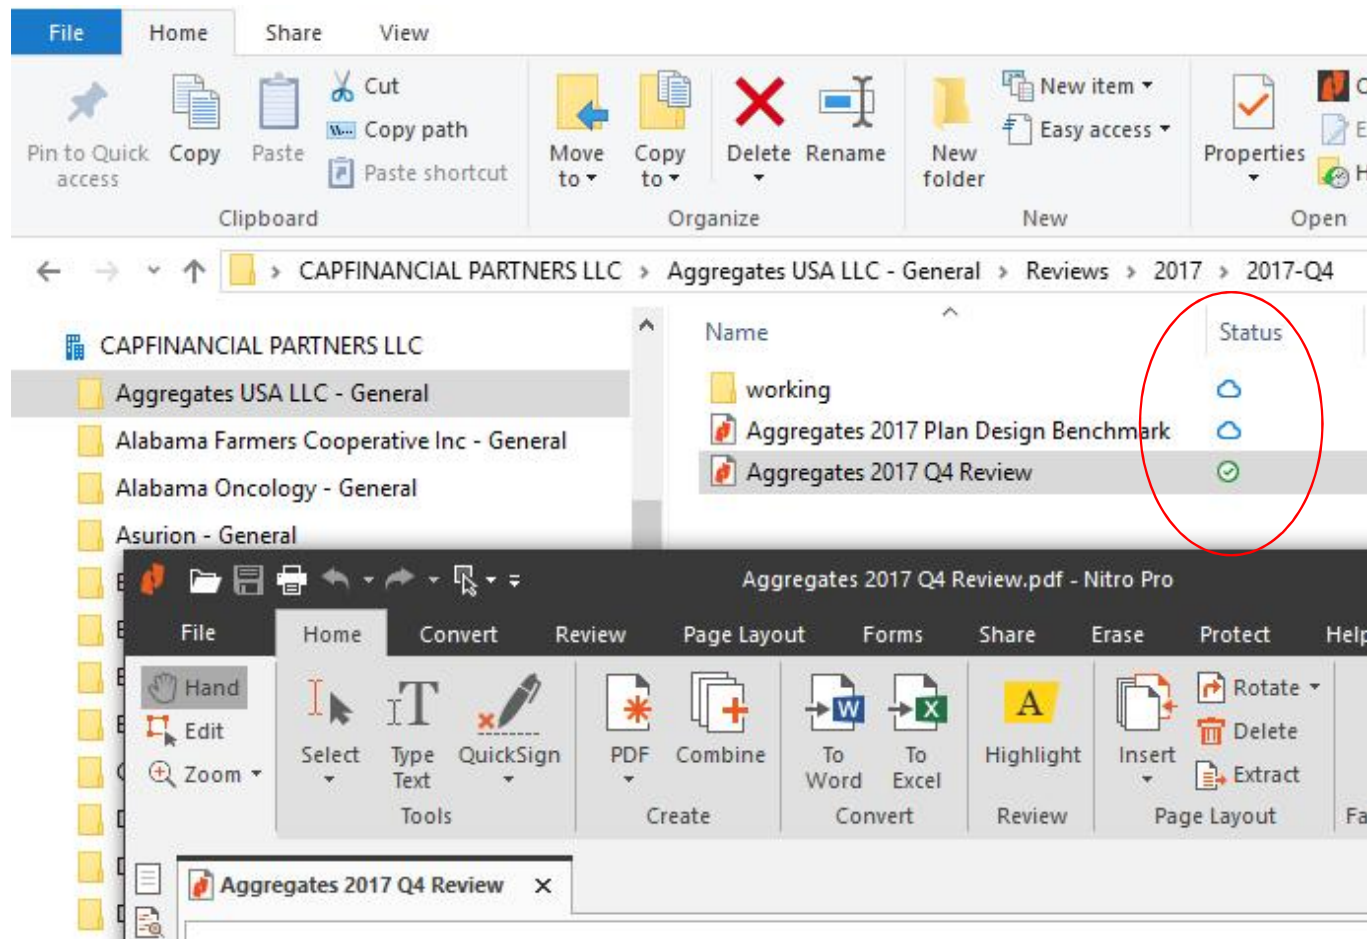 File Home Share View
Pin to Quick access
Copy
Paste
Cut
Copy path
Paste shortcut
Move to
Copy to
Delete
Rename
New folder
New item
Easy access
Properties
Clipboard
Organize
New
Open
CAPFINANCIAL PARTNERS LLC > Aggregates USA LLC - General > Reviews > 2017 > 2017-Q4
CAPFINANCIAL PARTNERS LLC
Aggregates USA LLC - General
Alabama Farmers Cooperative Inc - General
Alabama Oncology - General
Asurion - General
Name Status
working
Aggregates 2017 Plan Design Benchmark
Aggregates 2017 Q4 Review
Aggregates 2017 Q4 Review.pdf - Nitro Pro
File Home Convert Review Page Layout Forms Share Erase Protect Help
Hand
Edit
Zoom
Select
Type Text
QuickSign
Tools
PDF
Combine
Create
To Word
To Excel
Convert
Highlight
Review
Insert
Rotate
Delete
Extract
Page Layout
Fa
Aggregates 2017 Q4 Review